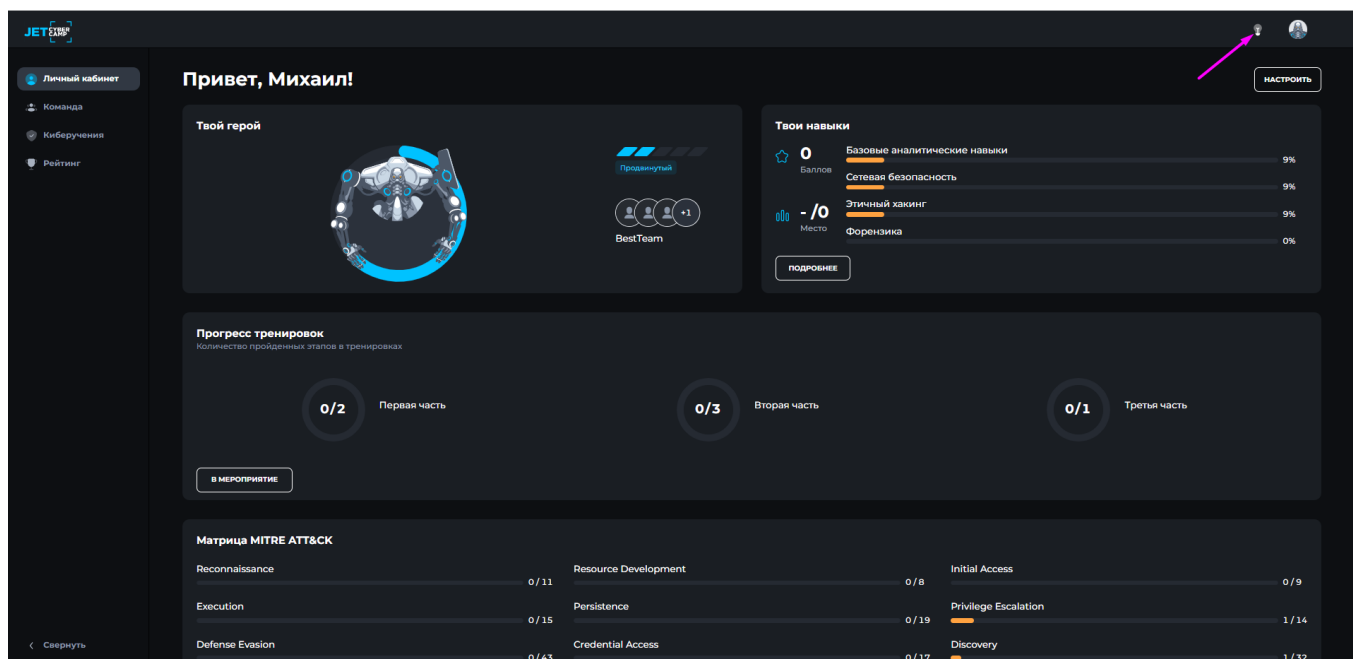 JET CYBER CAMP
Личный кабинет
Команда
Киберучения
Рейтинг
Свернуть
Привет, Михаил!
НАСТРОИТЬ
Твой герой
Продвинутый
+1
BestTeam
Твои навыки
0
Баллов
- /0
Место
Базовые аналитические навыки
9%
Сетевая безопасность
9%
Этичный хакинг
9%
Форензика
0%
ПОДРОБНЕЕ
Прогресс тренировок
Количество пройденных этапов в тренировках
0/2 Первая часть
0/3 Вторая часть
0/1 Третья часть
В МЕРОПРИЯТИЕ
Матрица MITRE ATT&CK
Reconnaissance
0/11
Resource Development
0/8
Initial Access
0/9
Execution
0/15
Persistence
0/19
Privilege Escalation
1/14
Defense Evasion
0/43
Credential Access
0/17
Discovery
1/32